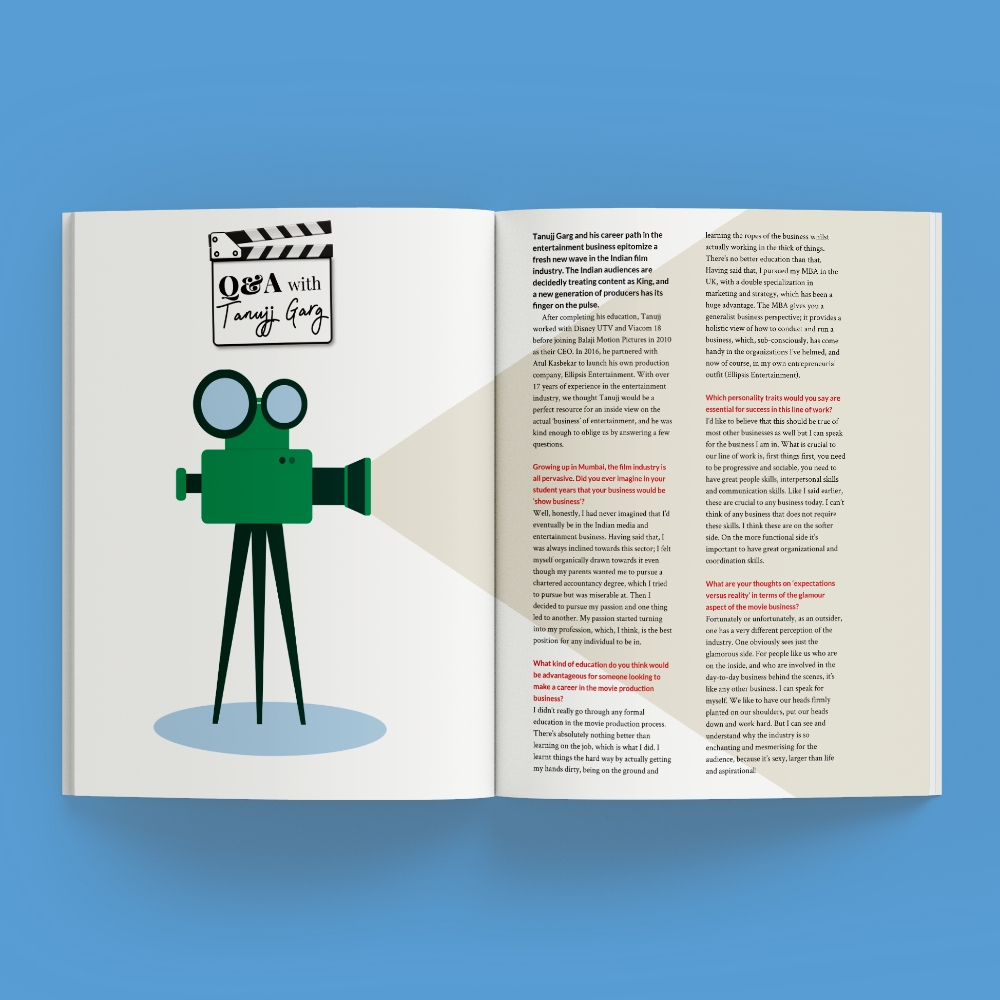 Q&A with
Tanujj Garg
Tanujj Garg and his career path in the
entertainment business epitomize a
fresh new wave in the Indian film
industry. The Indian audiences are
decidedly treating content as King, and
a new generation of producers has its
finger on the pulse.
After completing his education, Tanujj
worked with Disney UTV and Viacom 18
before joining Balaji Motion Pictures in 2010
as their CEO. In 2016, he partnered with
Atul Kasbekar to launch his own production
company, Ellipsis Entertainment. With over
17 years of experience in the entertainment
industry, we thought Tanujj would be a
perfect resource for an inside view on the
actual 'business' of entertainment, and he was
kind enough to oblige us by answering a few
questions.
Growing up in Mumbai, the film industry is
all pervasive. Did you ever imagine in your
student years that your business would be
'show business'?
Well, honestly, I had never imagined that I'd
eventually be in the Indian media and
entertainment business. Having said that, I
was always inclined towards this sector; I felt
myself organically drawn towards it even
though my parents wanted me to pursue a
chartered accountancy degree, which I tried
to pursue but was miserable at. Then I
decided to pursue my passion and one thing
led to another. My passion started turning
into my profession, which, I think, is the best
position for any individual to be in.
What kind of education do you think would
be advantageous for someone looking to
make a career in the movie production
business?
I didn't really go through any formal
education in the movie production process.
There's absolutely nothing better than
learning on the job, which is what I did. I
learnt things the hard way by actually getting
my hands dirty, being on the ground and
learning the ropes of the business whilst
actually working in the thick of things.
There's no better education than that.
Having said that, I pursued my MBA in the
UK, with a double specialization in
marketing and strategy, which has been a
huge advantage. The MBA gives you a
generalist business perspective; it provides a
holistic view of how to conduct and run a
business, which, sub-consciously, has come
handy in the organizations I've helmed, and
now of course, in my own entrepreneuria
outfit (Ellipsis Entertainment).
Which personality traits would you say are
essential for success in this line of work?
I'd like to believe that this should be true of
most other businesses as well but I can speak
for the business I am in. What is crucial to
our line of work is, first things first, you need
to be progressive and sociable, you need to
have great people skills, interpersonal skills
and communication skills. Like I said earlier,
these are crucial to any business today. I can't
think of any business that does not require
these skills. I think these are on the softer
side. On the more functional side it's
important to have great organizational and
coordination skills.
What are your thoughts on 'expectations
versus reality' in terms of the glamour
aspect of the movie business?
Fortunately or unfortunately, as an outsider,
one has a very different perception of the
industry. One obviously sees just the
glamorous side. For people like us who are
on the inside, and who are involved in the
day-to-day business behind the scenes, it's
like any other business. I can speak for
myself. We like to have our heads firmly
planted on our shoulders, put our heads
down and work hard. But I can see and
understand why the industry is so
enchanting and mesmerising for the
audience, because it's sexy, larger than life
and aspirational!